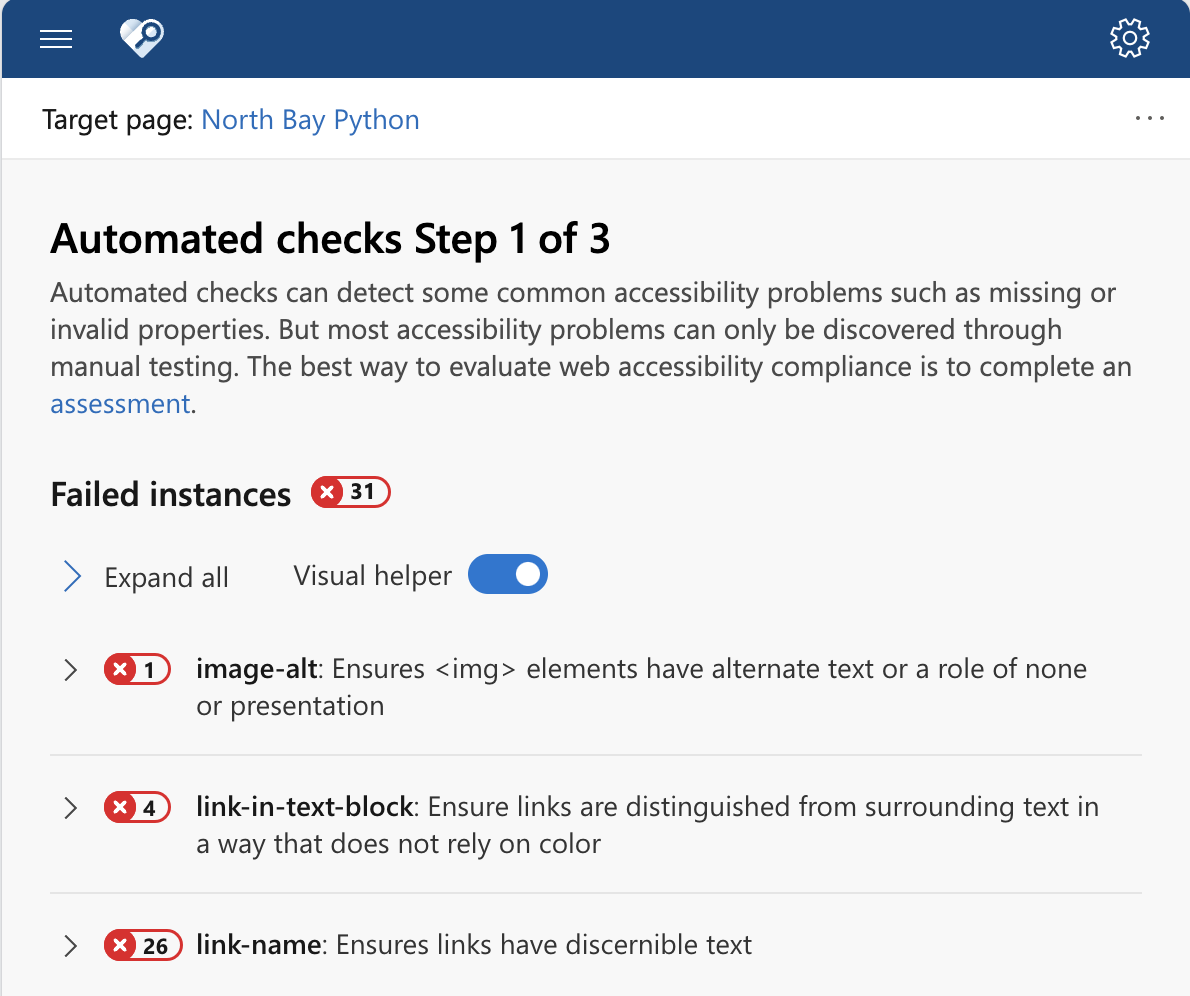 Target page: North Bay Python
Automated checks Step 1 of 3
Automated checks can detect some common accessibility problems such as missing or
invalid properties. But most accessibility problems can only be discovered through
manual testing. The best way to evaluate web accessibility compliance is to complete an
assessment.
Failed instances 31
Expand all Visual helper
1 image-alt: Ensures <img> elements have alternate text or a role of none
or presentation
4 link-in-text-block: Ensure links are distinguished from surrounding text in
a way that does not rely on color
26 link-name: Ensures links have discernible text